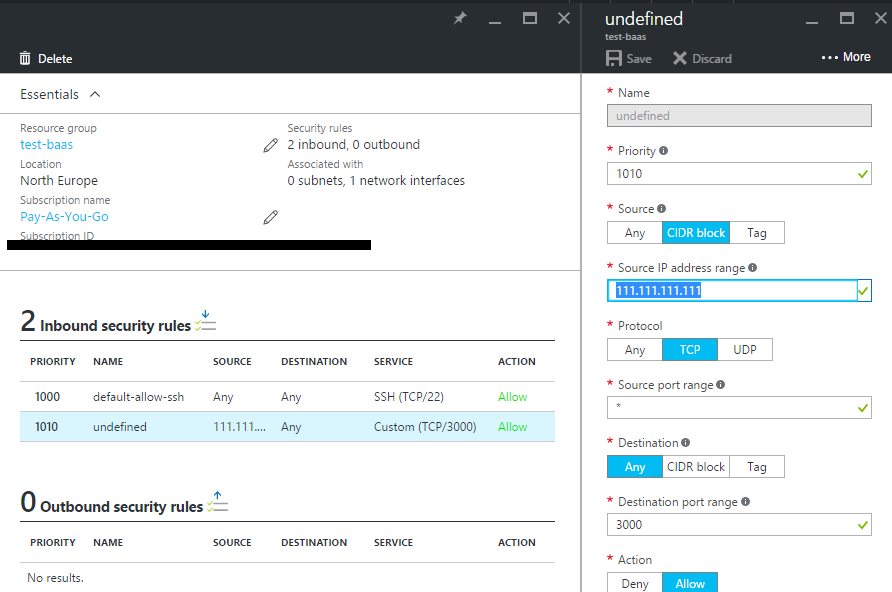 Delete
Essentials
Resource group
test-baas
Location
North Europe
Subscription name
Pay-As-You-Go
Subscription ID
Security rules
2 inbound, 0 outbound
Associated with
0 subnets, 1 network interfaces
2 Inbound security rules
PRIORITY NAME SOURCE DESTINATION SERVICE ACTION
1000 default-allow-ssh Any Any SSH (TCP/22) Allow
1010 undefined 111.111.... Any Custom (TCP/3000) Allow
0 Outbound security rules
PRIORITY NAME SOURCE DESTINATION SERVICE ACTION
No results.
undefined
test-baas
Save Discard ••• More
* Name
undefined
* Priority
1010
* Source
Any CIDR block Tag
* Source IP address range
111.111.111.111
* Protocol
Any TCP UDP
* Source port range
*
* Destination
Any CIDR block Tag
* Destination port range
3000
* Action
Deny Allow